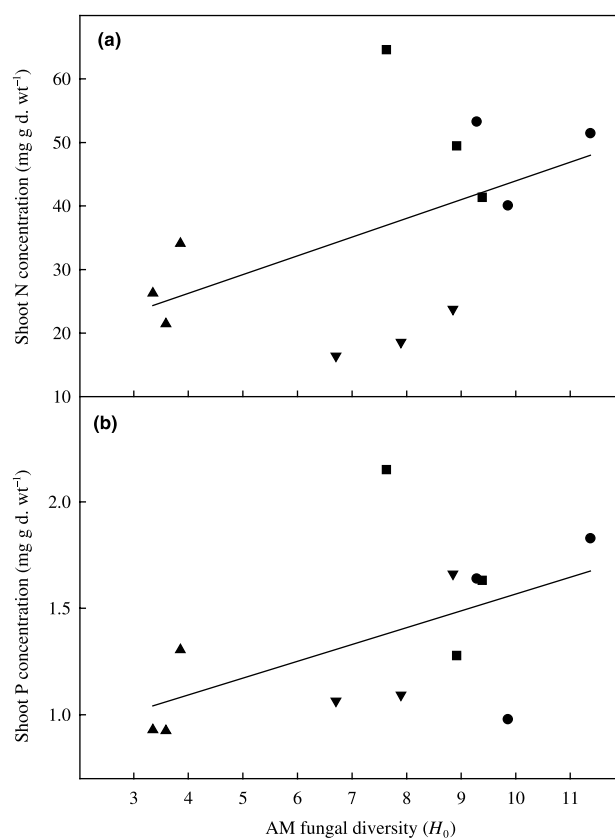 (a)
60
50
40
30
20
10
Shoot N concentration (mg g d. wt⁻¹)
(b)
2.0
1.5
1.0
Shoot P concentration (mg g d. wt⁻¹)
3 4 5 6 7 8 9 10 11
AM fungal diversity (H₀)